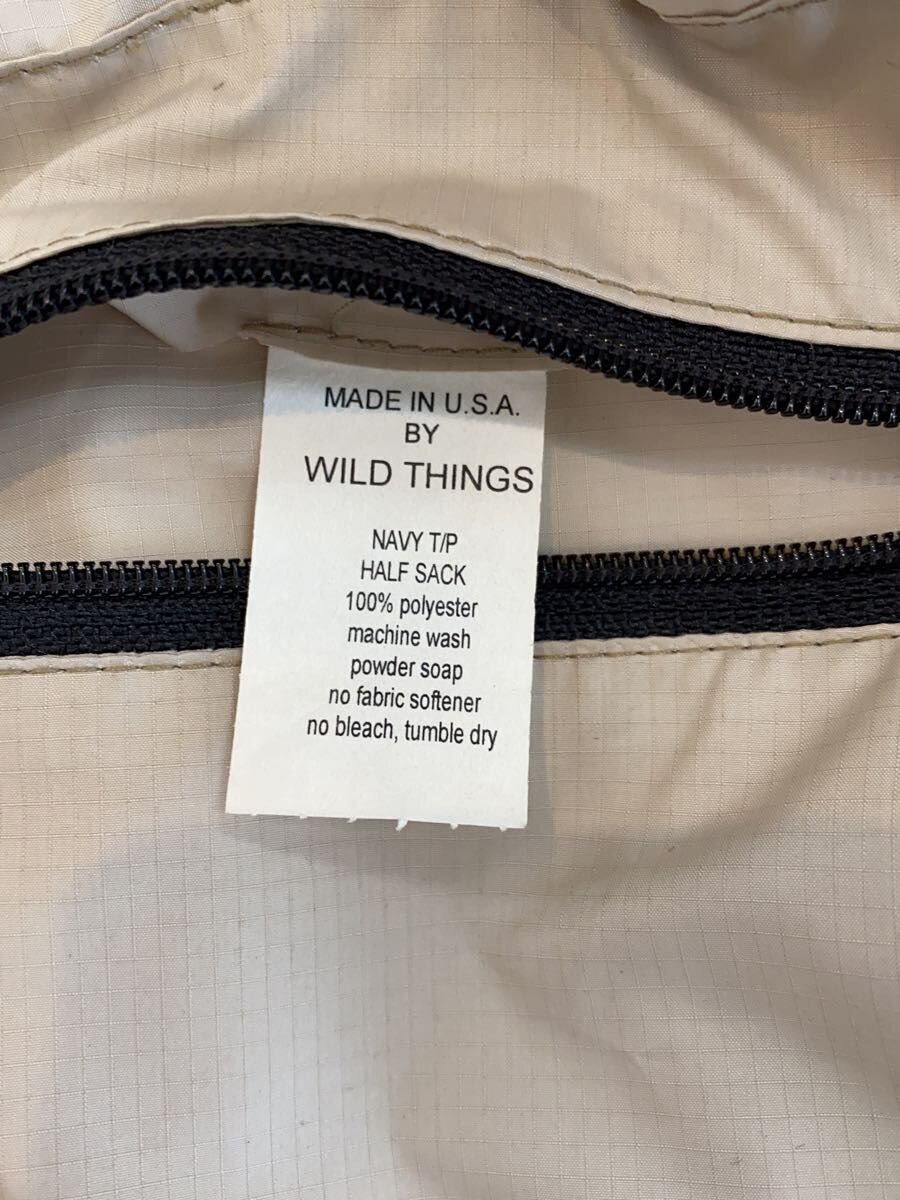 MADE IN U.S.A.
BY
WILD THINGS
NAVY T/P
HALF SACK
100% polyester
machine wash
powder soap
no fabric softener
no bleach, tumble dry